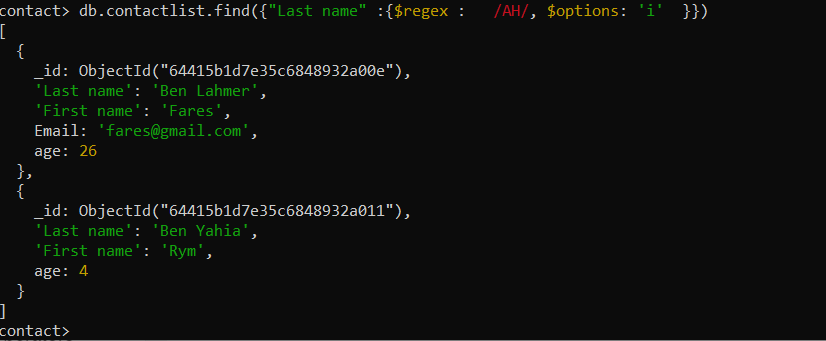 contact> db.contactlist.find({"Last name" :{$regex :   /AH/, $options: 'i'  }})
[
  {
    _id: ObjectId("64415b1d7e35c6848932a00e"),
    'Last name': 'Ben Lahmer',
    'First name': 'Fares',
    Email: 'fares@gmail.com',
    age: 26
  },
  {
    _id: ObjectId("64415b1d7e35c6848932a011"),
    'Last name': 'Ben Yahia',
    'First name': 'Rym',
    age: 4
  }
]
contact>